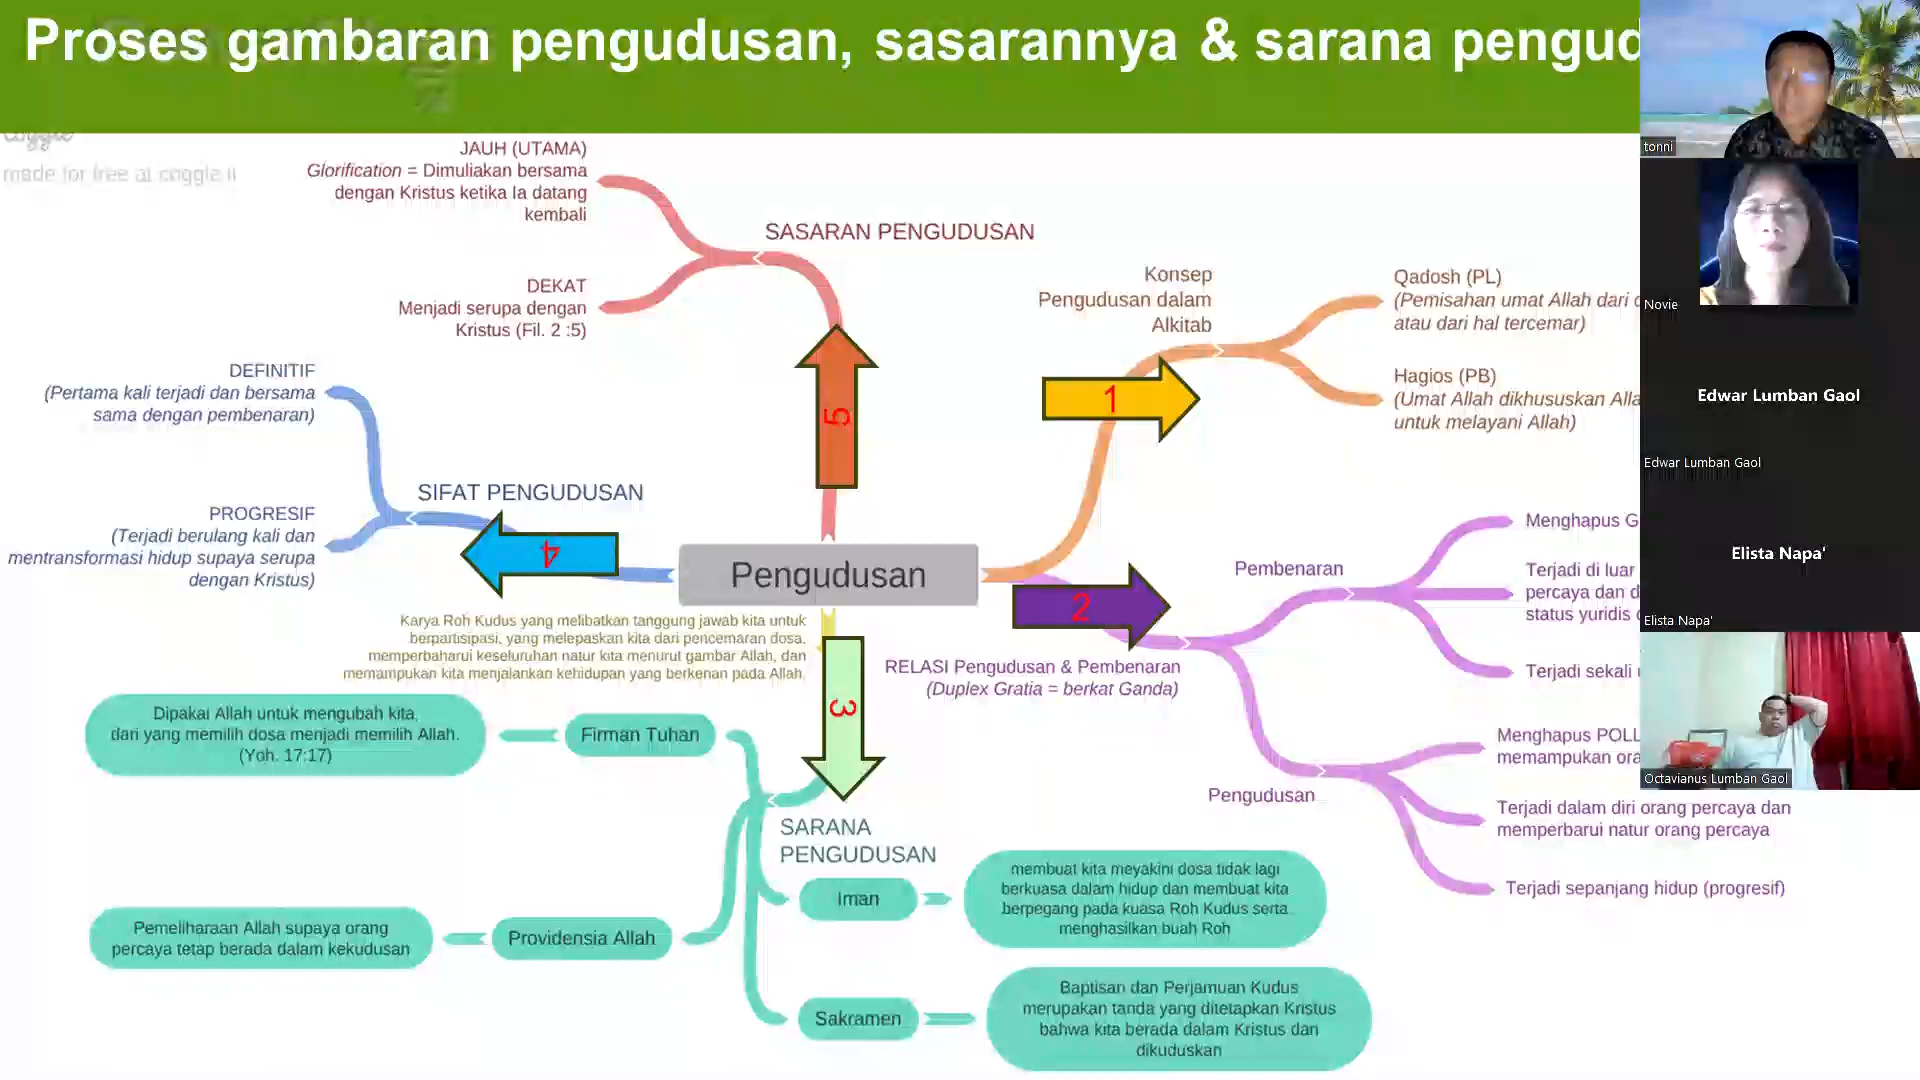 Proses gambaran pengudusan, sasarannya & sarana pengud
coggle
made for free at coggle.it
JAUH (UTAMA)
Glorification = Dimuliakan bersama
dengan Kristus ketika Ia datang
kembali
SASARAN PENGUDUSAN
DEKAT
Menjadi serupa dengan
Kristus (Fil. 2 :5)
5
Konsep
Pengudusan dalam
Alkitab
Qadosh (PL)
(Pemisahan umat Allah dari
atau dari hal tercemar)
Hagios (PB)
(Umat Allah dikhususkan Alla
untuk melayani Allah)
1
DEFINITIF
(Pertama kali terjadi dan bersama
sama dengan pembenaran)
SIFAT PENGUDUSAN
PROGRESIF
(Terjadi berulang kali dan
mentransformasi hidup supaya serupa
dengan Kristus)
4
Pengudusan
2
Karya Roh Kudus yang melibatkan tanggung jawab kita untuk
berpartisipasi, yang melepaskan kita dari pencemaran dosa,
memperbaharui keseluruhan natur kita menurut gambar Allah, dan
memampukan kita menjalankan kehidupan yang berkenan pada Allah.
RELASI Pengudusan & Pembenaran
(Duplex Gratia = berkat Ganda)
Pembenaran
Menghapus G
Terjadi di luar
percaya dan d
status yuridis
Terjadi sekali
Pengudusan
Menghapus POLL
memampukan ora
Terjadi dalam diri orang percaya dan
memperbarui natur orang percaya
Terjadi sepanjang hidup (progresif)
3
SARANA
PENGUDUSAN
Firman Tuhan
Dipakai Allah untuk mengubah kita,
dari yang memilih dosa menjadi memilih Allah.
(Yoh. 17:17)
Iman
membuat kita meyakini dosa tidak lagi
berkuasa dalam hidup dan membuat kita
berpegang pada kuasa Roh Kudus serta
menghasilkan buah Roh
Providensia Allah
Pemeliharaan Allah supaya orang
percaya tetap berada dalam kekudusan
Sakramen
Baptisan dan Perjamuan Kudus
merupakan tanda yang ditetapkan Kristus
bahwa kita berada dalam Kristus dan
dikuduskan
tonni
Novie
Edwar Lumban Gaol
Edwar Lumban Gaol
Elista Napa'
Elista Napa'
Octavianus Lumban Gaol